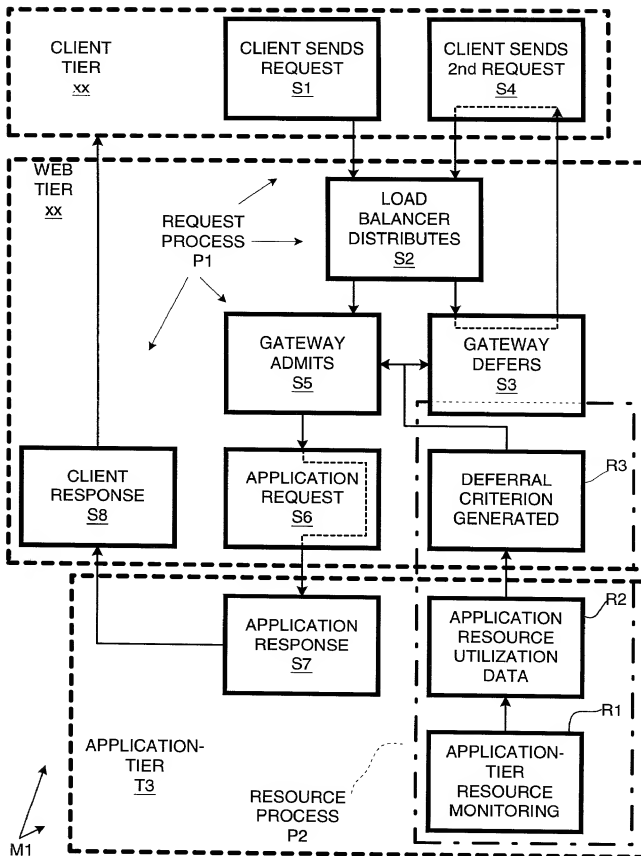 CLIENT
TIER
xx
CLIENT SENDS
REQUEST
S1
CLIENT SENDS
2nd REQUEST
S4
WEB
TIER
xx
REQUEST
PROCESS
P1
LOAD
BALANCER
DISTRIBUTES
S2
GATEWAY
ADMITS
S5
GATEWAY
DEFERS
S3
CLIENT
RESPONSE
S8
APPLICATION
REQUEST
S6
DEFERRAL
CRITERION
GENERATED
R3
APPLICATION
RESPONSE
S7
APPLICATION
RESOURCE
UTILIZATION
DATA
R2
APPLICATION-
TIER
T3
RESOURCE
PROCESS
P2
APPLICATION-
TIER
RESOURCE
MONITORING
R1
M1